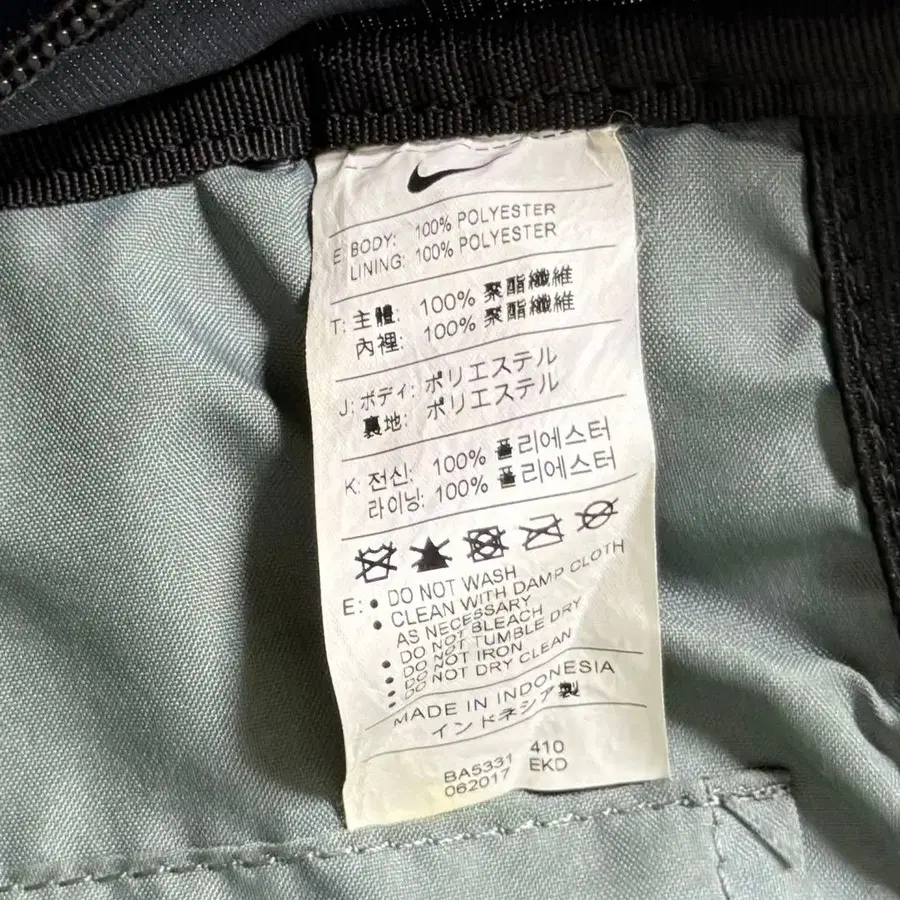 E BODY: 100% POLYESTER
LINING: 100% POLYESTER
T: 主體: 100% 聚酯纖維
內裡: 100% 聚酯纖維
J: ボディ: ポリエステル
裏地: ポリエステル
K: 전신: 100% 폴리에스터
라이닝: 100% 폴리에스터
E: • DO NOT WASH
• CLEAN WITH DAMP CLOTH
AS NECESSARY
• DO NOT BLEACH
• DO NOT TUMBLE DRY
• DO NOT IRON
• DO NOT DRY CLEAN
MADE IN INDONESIA
インドネシア製
BA5331 410
062017 EKD